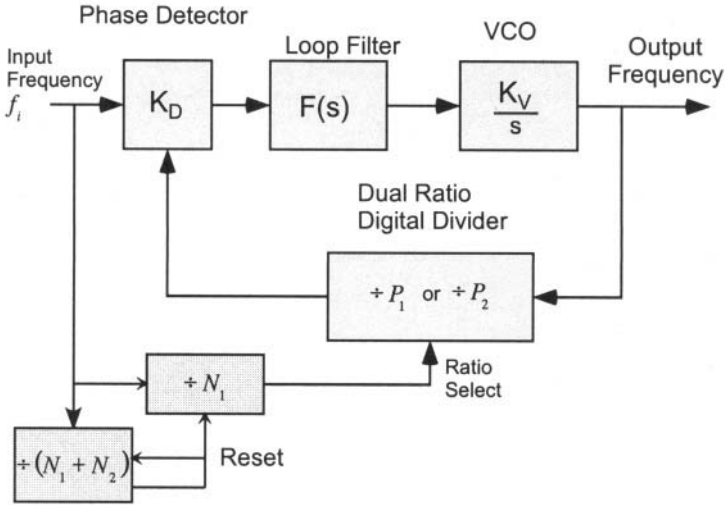 Phase Detector
Input
Frequency
f_i
K_D
Loop Filter
F(s)
VCO
K_V
s
Output
Frequency
Dual Ratio
Digital Divider
÷ P_1 or ÷ P_2
Ratio
Select
÷ N_1
÷(N_1 + N_2)
Reset